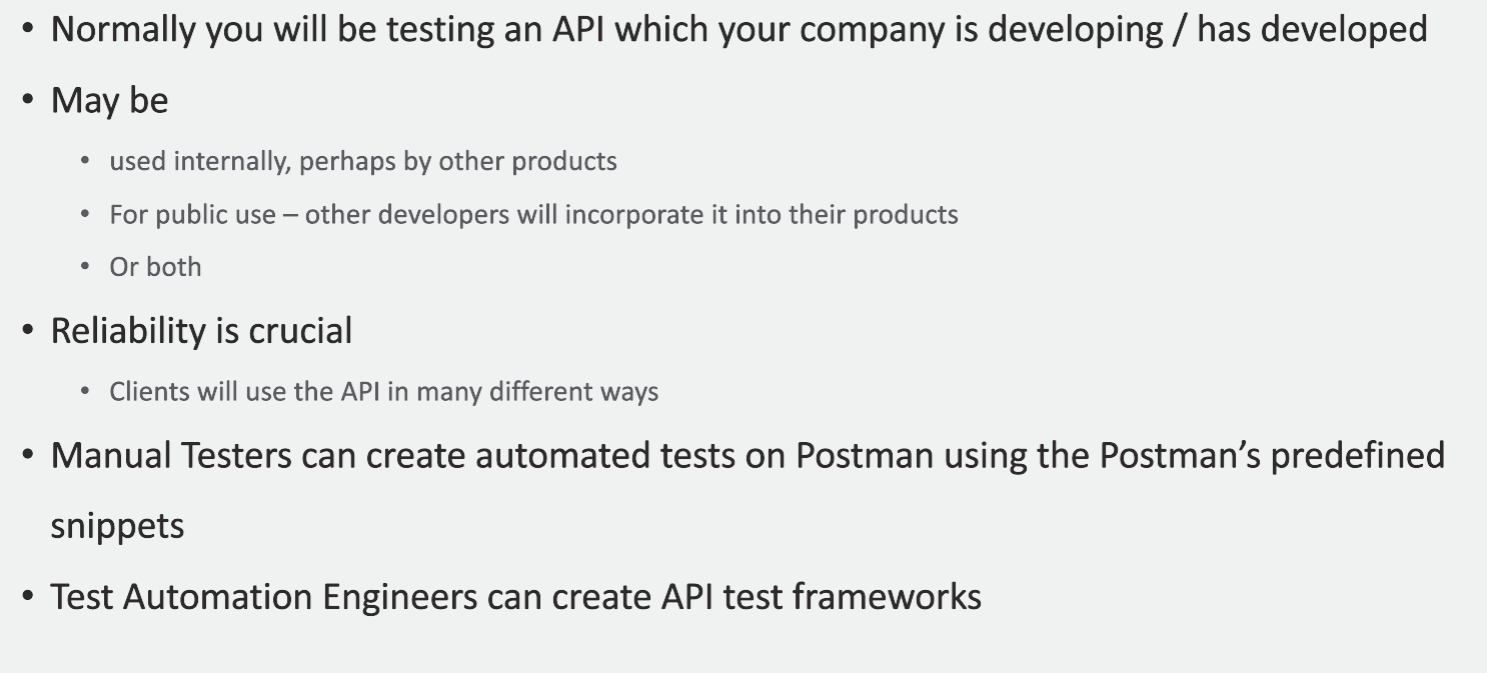 • Normally you will be testing an API which your company is developing / has developed
• May be
• used internally, perhaps by other products
• For public use – other developers will incorporate it into their products
• Or both
• Reliability is crucial
• Clients will use the API in many different ways
• Manual Testers can create automated tests on Postman using the Postman’s predefined
snippets
• Test Automation Engineers can create API test frameworks